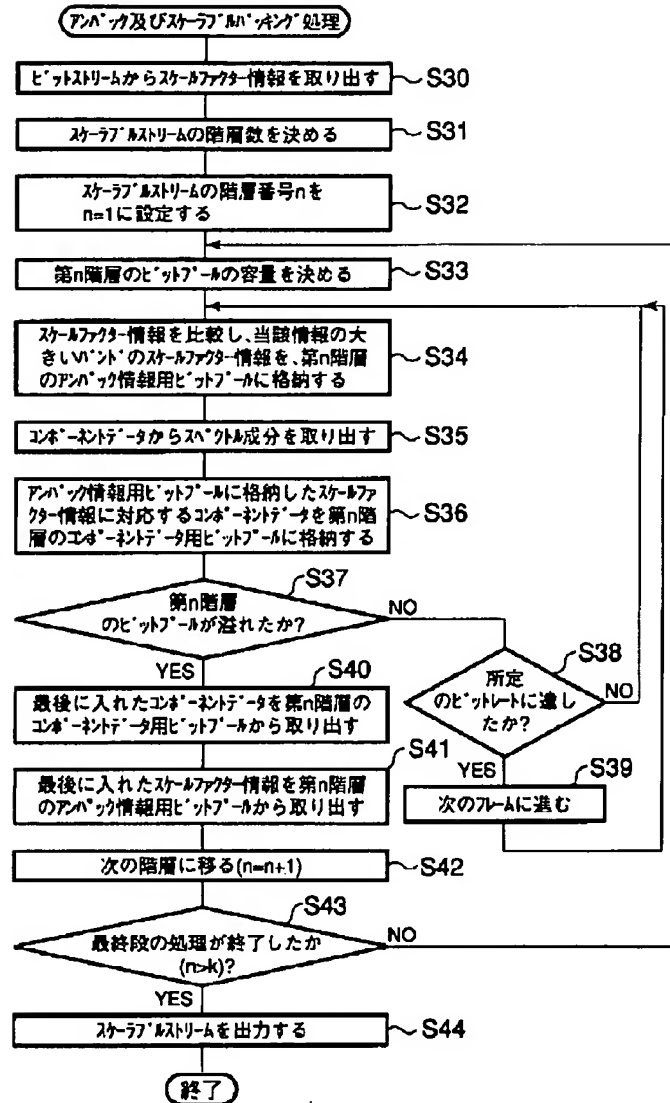 アンパック及びスケーラブルパッキング処理
ビットストリームからスケールファクター情報を取り出す
S30
スケーラブルストリームの階層数を決める
S31
スケーラブルストリームの階層番号nを
n=1に設定する
S32
第n階層のビットプールの容量を決める
S33
スケールファクター情報を比較し、当該情報の大
きいバンドのスケールファクター情報を、第n階層
のアンパック情報用ビットプールに格納する
S34
コンポーネントデータからスペクトル成分を取り出す
S35
アンパック情報用ビットプールに格納したスケールファ
クター情報に対応するコンポーネントデータを第n階
層のコンポーネントデータ用ビットプールに格納する
S36
S37
第n階層
のビットプールが溢れたか?
NO
YES
S38
所定
のビットレートに達し
たか?
NO
YES
S39
次のフレームに進む
S40
最後に入れたコンポーネントデータを第n階層の
コンポーネントデータ用ビットプールから取り出す
S41
最後に入れたスケールファクター情報を第n階層
のアンパック情報用ビットプールから取り出す
次の階層に移る(n=n+1)
S42
S43
最終段の処理が終了したか
(n>k)?
NO
YES
スケーラブルストリームを出力する
S44
終了